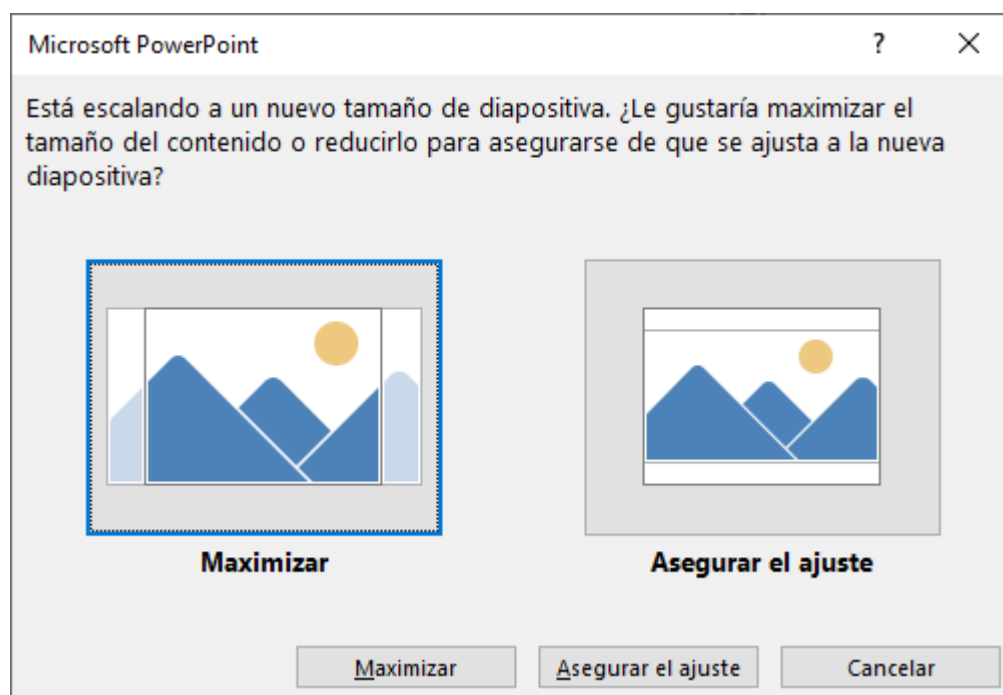 Microsoft PowerPoint
?
Está escalando a un nuevo tamaño de diapositiva. ¿Le gustaría maximizar el
tamaño del contenido o reducirlo para asegurarse de que se ajusta a la nueva
diapositiva?
Maximizar
Asegurar el ajuste
Maximizar
Asegurar el ajuste
Cancelar